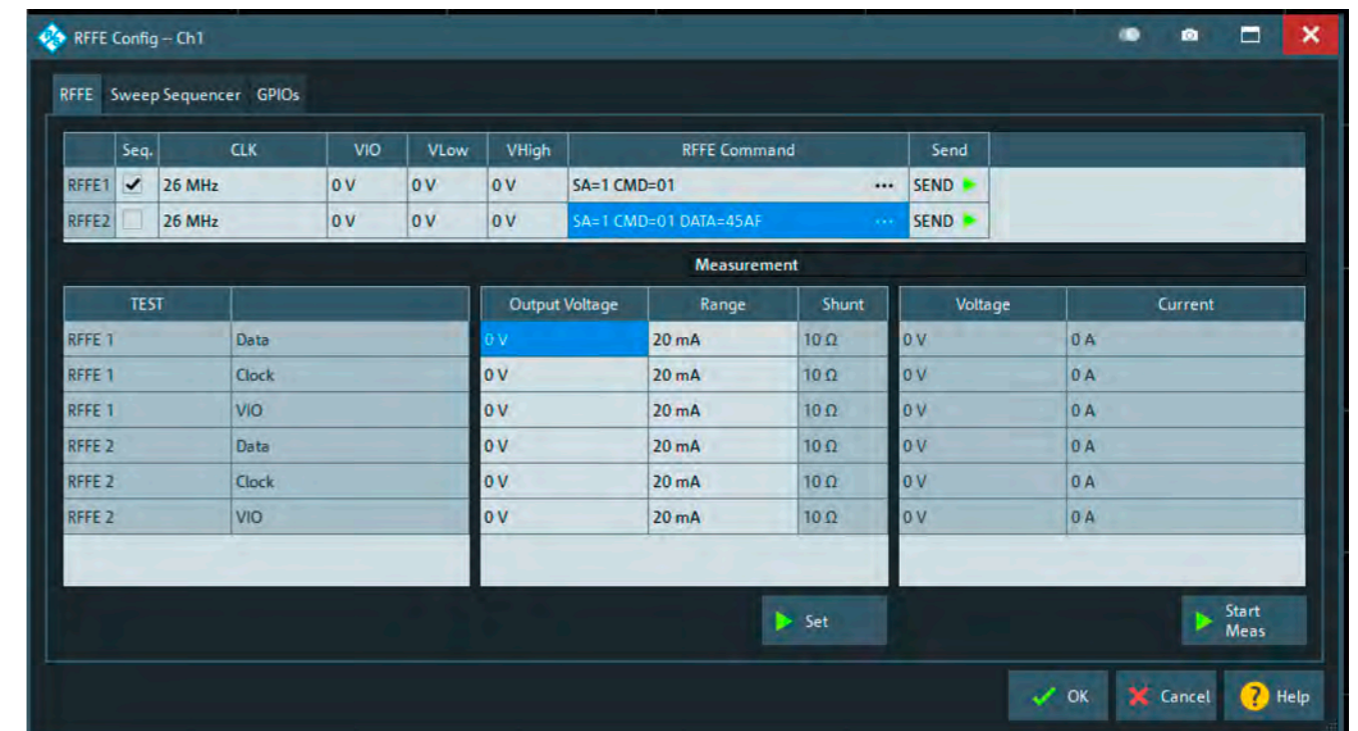 RFFE Config – Ch1
RFFE Sweep Sequencer GPIOs
Seq. CLK VIO VLow VHigh RFFE Command Send
RFFE1 26 MHz 0 V 0 V 0 V SA=1 CMD=01 ... SEND
RFFE2 26 MHz 0 V 0 V 0 V SA=1 CMD=01 DATA=45AF ... SEND
Measurement
TEST Output Voltage Range Shunt Voltage Current
RFFE 1 Data 0 V 20 mA 10 Ω 0 V 0 A
RFFE 1 Clock 0 V 20 mA 10 Ω 0 V 0 A
RFFE 1 VIO 0 V 20 mA 10 Ω 0 V 0 A
RFFE 2 Data 0 V 20 mA 10 Ω 0 V 0 A
RFFE 2 Clock 0 V 20 mA 10 Ω 0 V 0 A
RFFE 2 VIO 0 V 20 mA 10 Ω 0 V 0 A
Set Start
Meas
OK Cancel ? Help